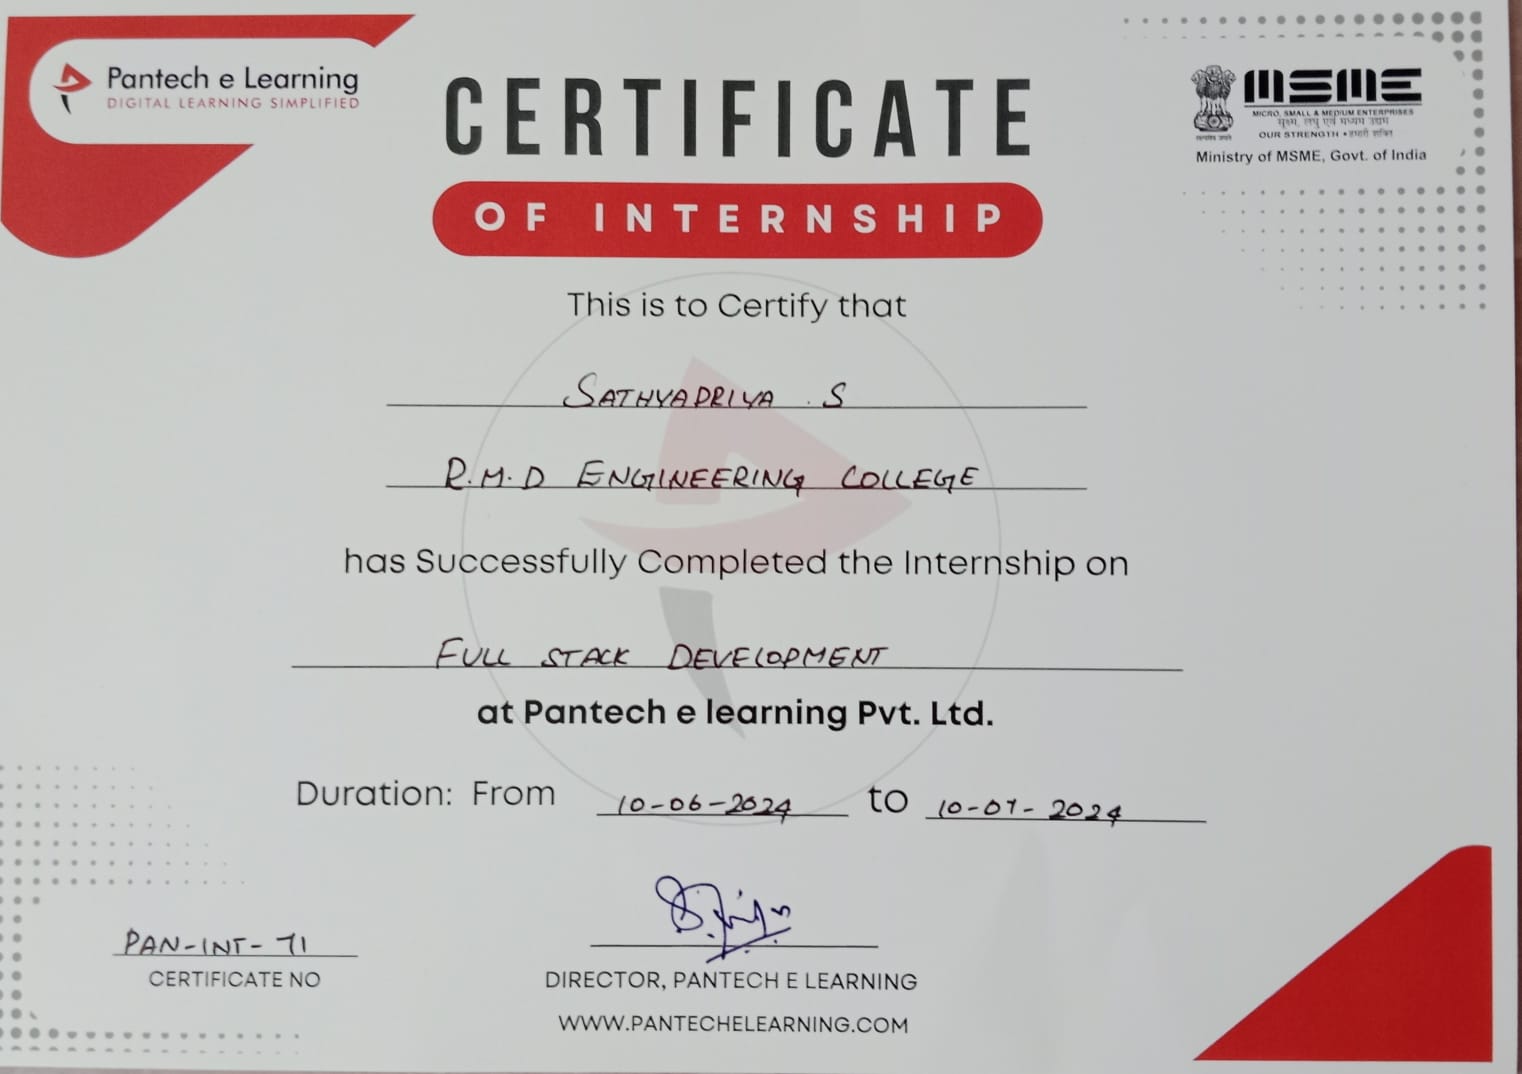 Pantech e Learning
DIGITAL LEARNING SIMPLIFIED
CERTIFICATE
OF INTERNSHIP
MSME
MICRO, SMALL & MEDIUM ENTERPRISES
सूक्ष्म, लघु एवं मध्यम उद्यम
OUR STRENGTH • हमारी शक्ति
सत्यमेव जयते
Ministry of MSME, Govt. of India
This is to Certify that
SATHYAPRIYA . S
R.M.D ENGINEERING COLLEGE
has Successfully Completed the Internship on
FULL STACK DEVELOPMENT
at Pantech e learning Pvt. Ltd.
Duration: From 10-06-2024 to 10-07-2024
PAN-INT-71
CERTIFICATE NO
DIRECTOR, PANTECH E LEARNING
WWW.PANTECHELEARNING.COM